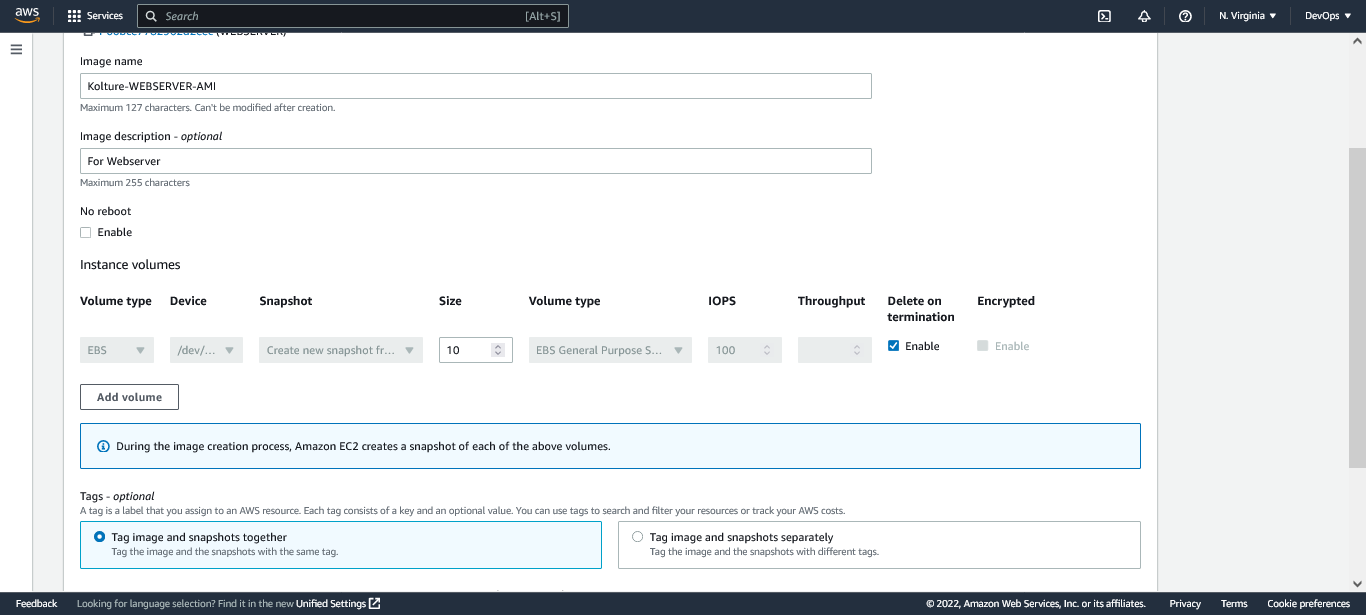 aws
Services
Search
[Alt+S]
N. Virginia
DevOps
(WEBSERVER)
Image name
Kolture-WEBSERVER-AMI
Maximum 127 characters. Can't be modified after creation.
Image description - optional
For Webserver
Maximum 255 characters
No reboot
Enable
Instance volumes
Volume type Device Snapshot Size Volume type IOPS Throughput Delete on termination Encrypted
EBS /dev/... Create new snapshot fr... 10 EBS General Purpose S... 100 Enable Enable
Add volume
During the image creation process, Amazon EC2 creates a snapshot of each of the above volumes.
Tags - optional
A tag is a label that you assign to an AWS resource. Each tag consists of a key and an optional value. You can use tags to search and filter your resources or track your AWS costs.
Tag image and snapshots together
Tag the image and the snapshots with the same tag.
Tag image and snapshots separately
Tag the image and the snapshots with different tags.
Feedback
Looking for language selection? Find it in the new Unified Settings
© 2022, Amazon Web Services, Inc. or its affiliates.
Privacy
Terms
Cookie preferences